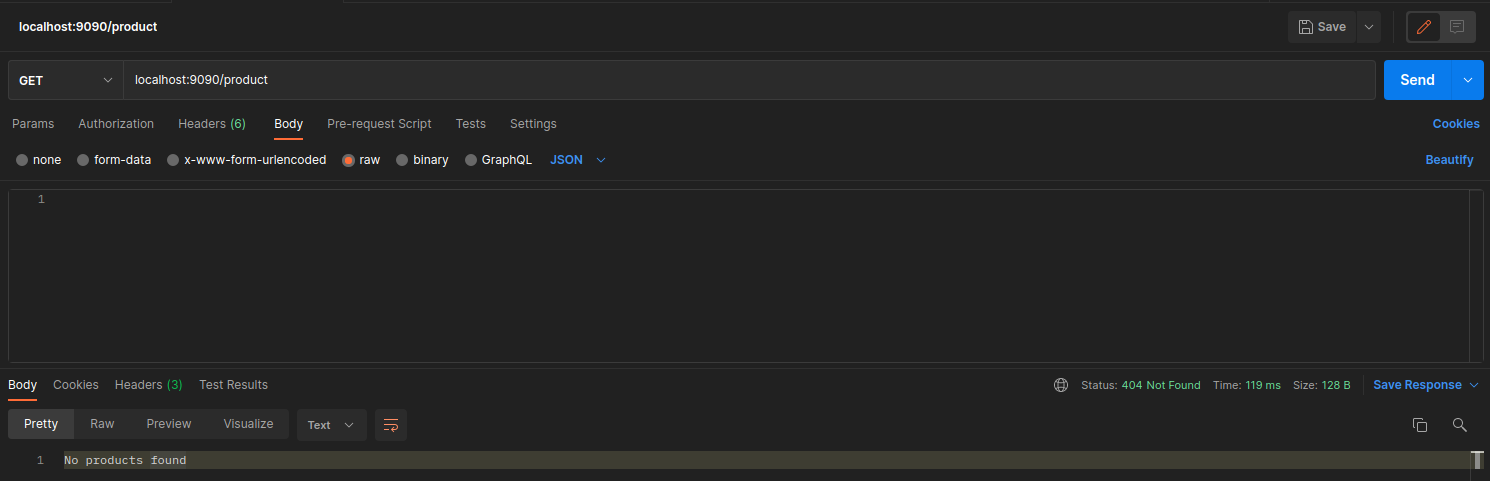 localhost:9090/product
Save
GET localhost:9090/product Send
Params Authorization Headers (6) Body Pre-request Script Tests Settings Cookies
none form-data x-www-form-urlencoded raw binary GraphQL JSON Beautify
1
Body Cookies Headers (3) Test Results Status: 404 Not Found Time: 119 ms Size: 128 B Save Response
Pretty Raw Preview Visualize Text
1 No products found